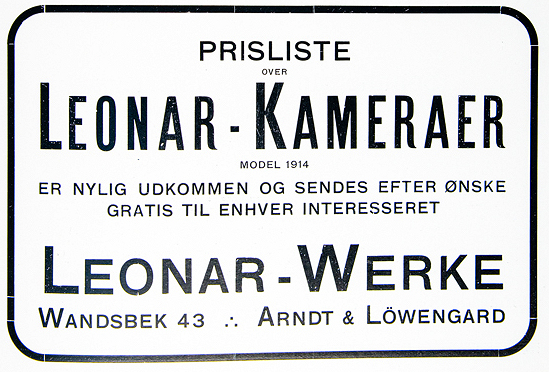 PRISLISTE
OVER
LEONAR-KAMERAER
MODEL 1914
ER NYLIG UDKOMMEN OG SENDES EFTER ØNSKE
GRATIS TIL ENHVER INTERESSERET
LEONAR-WERKE
WANDSBEK 43 ∴ ARNDT & LÖWENGARD